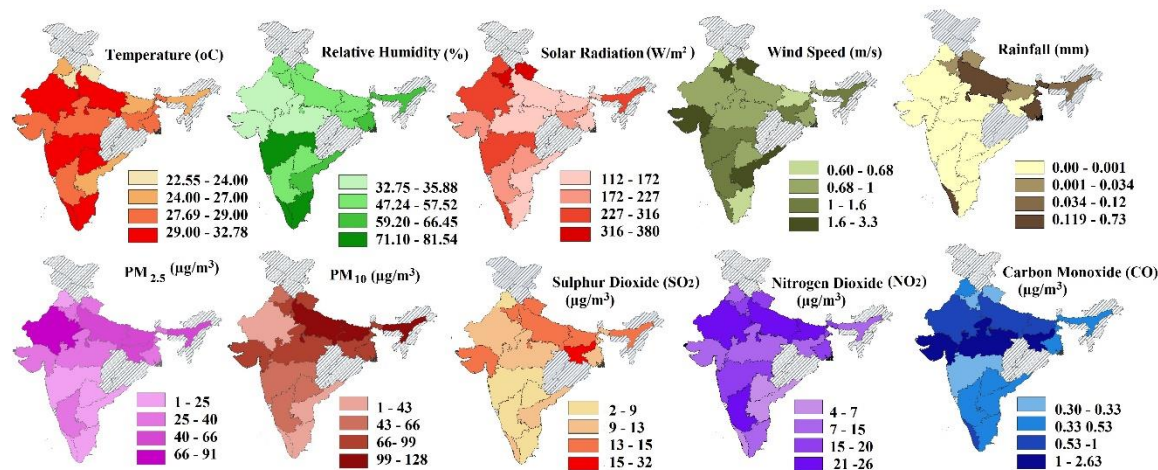 Temperature (oC)
22.55 - 24.00
24.00 - 27.00
27.69 - 29.00
29.00 - 32.78
Relative Humidity (%)
32.75 - 35.88
47.24 - 57.52
59.20 - 66.45
71.10 - 81.54
Solar Radiation (W/m²)
112 - 172
172 - 227
227 - 316
316 - 380
Wind Speed (m/s)
0.60 - 0.68
0.68 - 1
1 - 1.6
1.6 - 3.3
Rainfall (mm)
0.00 - 0.001
0.001 - 0.034
0.034 - 0.12
0.119 - 0.73
PM2.5 (µg/m³)
1 - 25
25 - 40
40 - 66
66 - 91
PM10 (µg/m³)
1 - 43
43 - 66
66 - 99
99 - 128
Sulphur Dioxide (SO2)
(µg/m³)
2 - 9
9 - 13
13 - 15
15 - 32
Nitrogen Dioxide (NO2)
(µg/m³)
4 - 7
7 - 15
15 - 20
21 - 26
Carbon Monoxide (CO)
(µg/m³)
0.30 - 0.33
0.33 0.53
0.53 -1
1 - 2.63